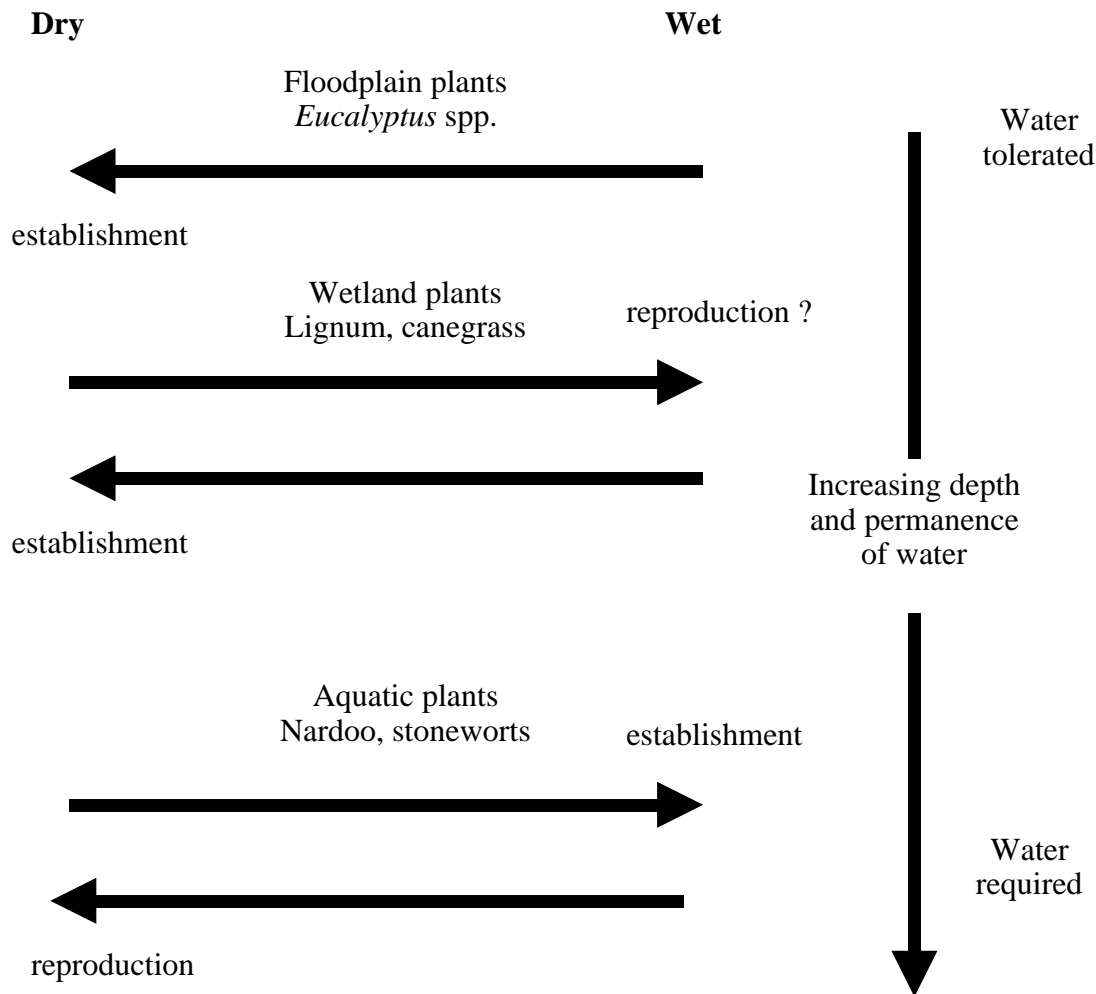 Dry
Wet
Floodplain plants
Eucalyptus spp.
Water
tolerated
establishment
Wetland plants
Lignum, canegrass
reproduction ?
establishment
Increasing depth
and permanence
of water
Aquatic plants
Nardoo, stoneworts
establishment
Water
required
reproduction